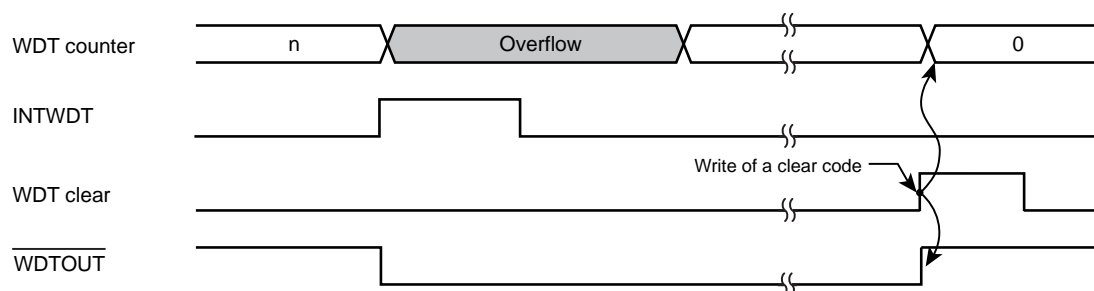 WDT counter
n
Overflow
0
INTWDT
Write of a clear code
WDT clear
WDTOUT